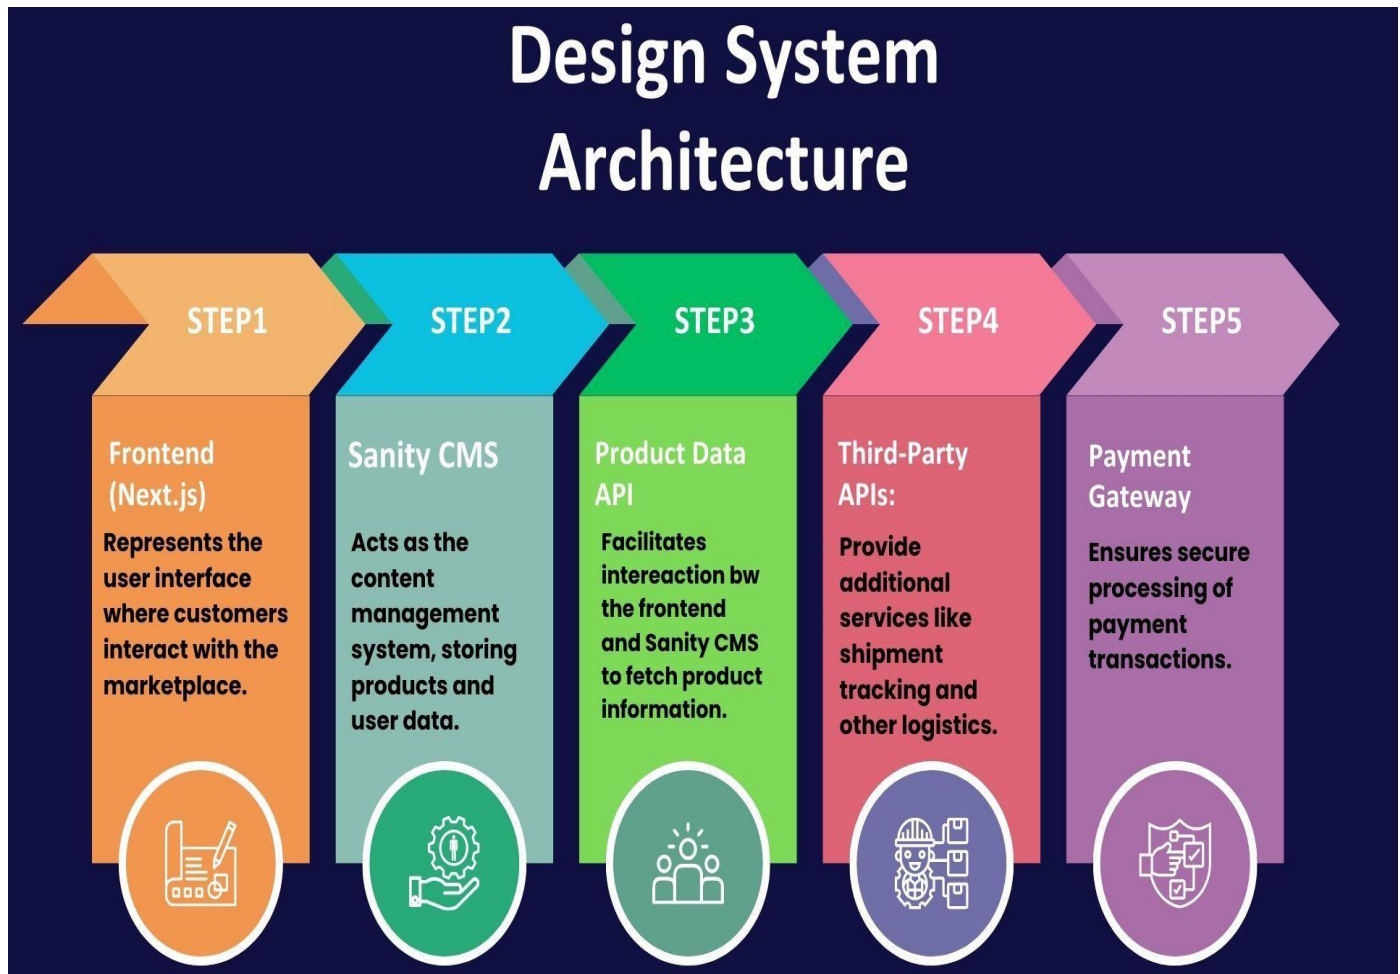 Design System
Architecture
STEP1
STEP2
STEP3
STEP4
STEP5
Frontend
(Next.js)
Represents the
user interface
where customers
interact with the
marketplace.
Sanity CMS
Acts as the
content
management
system, storing
products and
user data.
Product Data
API
Facilitates
intereaction bw
the frontend
and Sanity CMS
to fetch product
information.
Third-Party
APIs:
Provide
additional
services like
shipment
tracking and
other logistics.
Payment
Gateway
Ensures secure
processing of
payment
transactions.